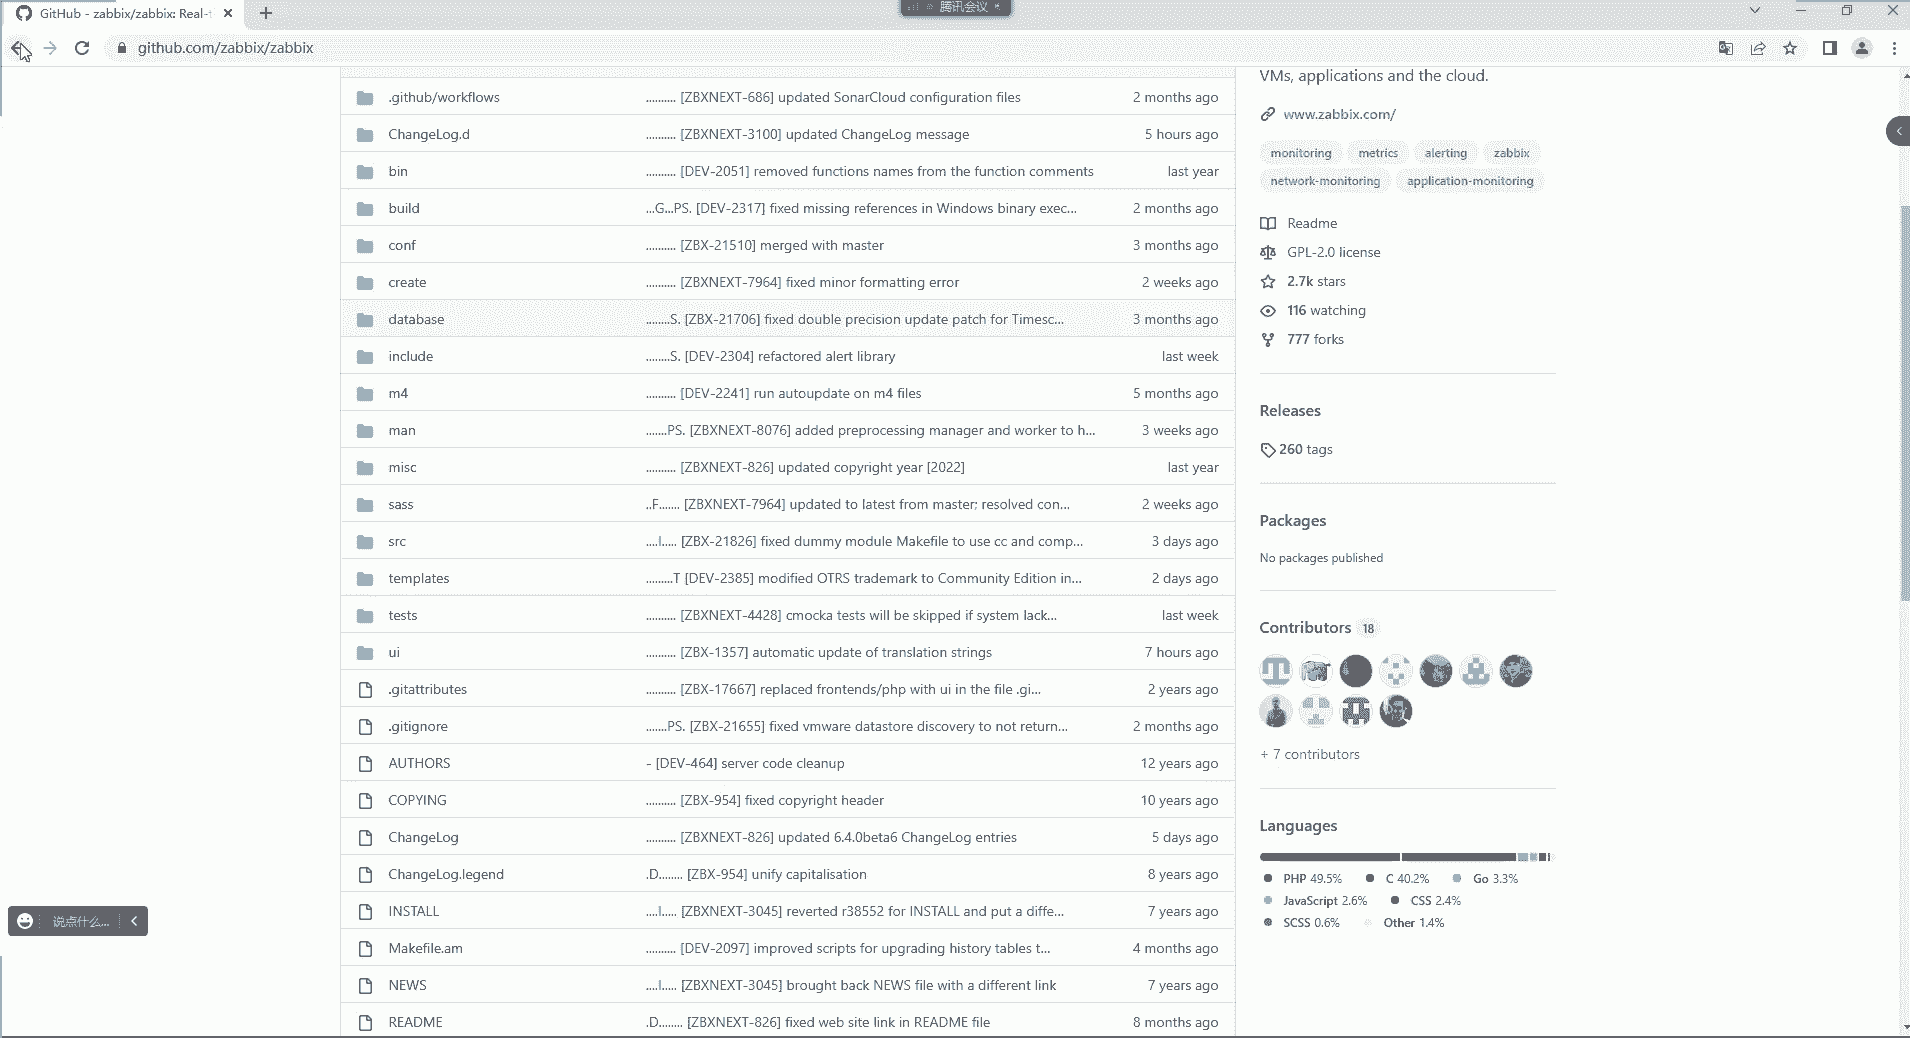 GitHub - zabbix/zabbix: Real-t
腾讯会议
github.com/zabbix/zabbix
.github/workflows .......... [ZBXNEXT-686] updated SonarCloud configuration files 2 months ago
ChangeLog.d .......... [ZBXNEXT-3100] updated ChangeLog message 5 hours ago
bin .......... [DEV-2051] removed functions names from the function comments last year
build ...G...PS. [DEV-2317] fixed missing references in Windows binary exec... 2 months ago
conf .......... [ZBX-21510] merged with master 3 months ago
create .......... [ZBXNEXT-7964] fixed minor formatting error 2 weeks ago
database ........S. [ZBX-21706] fixed double precision update patch for Timesc... 3 months ago
include ........S. [DEV-2304] refactored alert library last week
m4 .......... [DEV-2241] run autoupdate on m4 files 5 months ago
man .......PS. [ZBXNEXT-8076] added preprocessing manager and worker to h... 3 weeks ago
misc .......... [ZBXNEXT-826] updated copyright year [2022] last year
sass ..F....... [ZBXNEXT-7964] updated to latest from master; resolved con... 2 weeks ago
src ....I..... [ZBX-21826] fixed dummy module Makefile to use cc and comp... 3 days ago
templates .........T [DEV-2385] modified OTRS trademark to Community Edition in... 2 days ago
tests .......... [ZBXNEXT-4428] cmocka tests will be skipped if system lack... last week
ui .......... [ZBX-1357] automatic update of translation strings 7 hours ago
.gitattributes .......... [ZBX-17667] replaced frontends/php with ui in the file .gi... 2 years ago
.gitignore .......PS. [ZBX-21655] fixed vmware datastore discovery to not return... 2 months ago
AUTHORS - [DEV-464] server code cleanup 12 years ago
COPYING .......... [ZBX-954] fixed copyright header 10 years ago
ChangeLog .......... [ZBXNEXT-826] updated 6.4.0beta6 ChangeLog entries 5 days ago
ChangeLog.legend .D........ [ZBX-954] unify capitalisation 8 years ago
INSTALL ....I..... [ZBXNEXT-3045] reverted r38552 for INSTALL and put a diffe... 7 years ago
Makefile.am .......... [DEV-2097] improved scripts for upgrading history tables t... 4 months ago
NEWS ....I..... [ZBXNEXT-3045] brought back NEWS file with a different link 7 years ago
README .D........ [ZBXNEXT-826] fixed web site link in README file 8 months ago
VMs, applications and the cloud.
www.zabbix.com/
monitoring metrics alerting zabbix
network-monitoring application-monitoring
Readme
GPL-2.0 license
2.7k stars
116 watching
777 forks
Releases
260 tags
Packages
No packages published
Contributors 18
+ 7 contributors
Languages
PHP 49.5% C 40.2% Go 3.3%
JavaScript 2.6% CSS 2.4%
SCSS 0.6% Other 1.4%
说点什么...